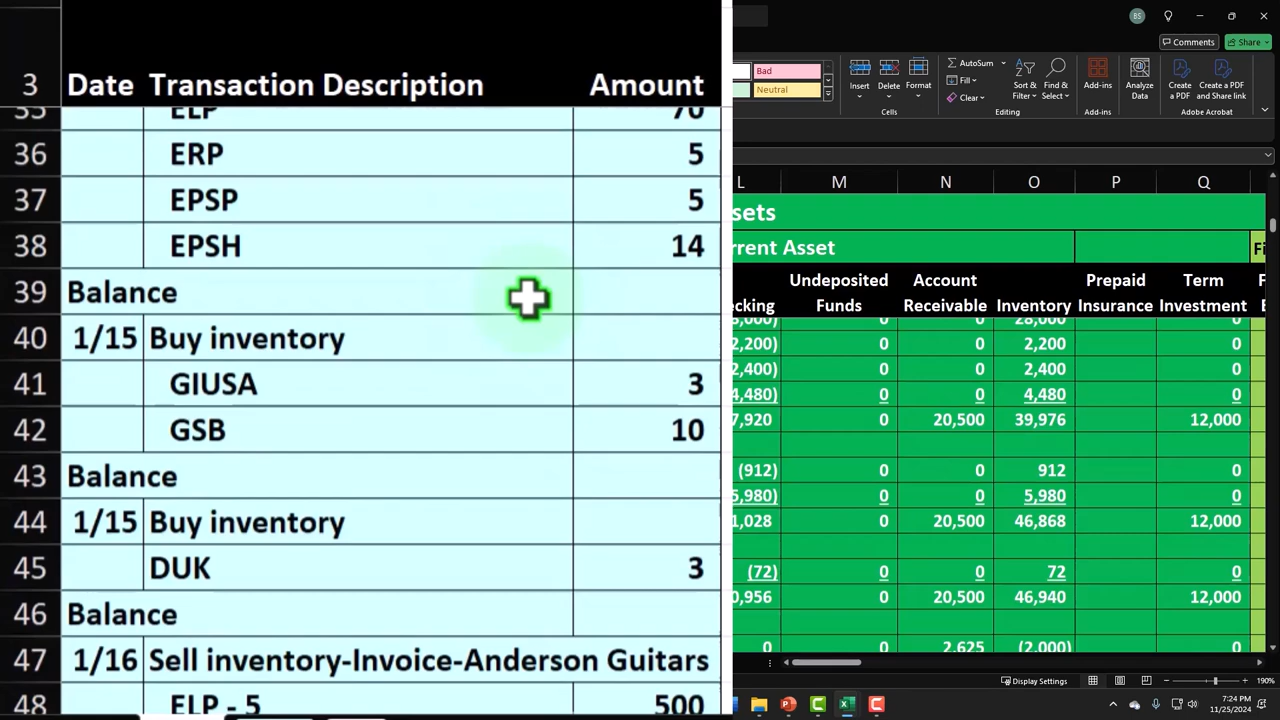 3 Date Transaction Description Amount
35 ELP 70
36 ERP 5
37 EPSP 5
38 EPSH 14
39 Balance
40 1/15 Buy inventory
41 GIUSA 3
42 GSB 10
43 Balance
44 1/15 Buy inventory
45 DUK 3
46 Balance
47 1/16 Sell inventory-Invoice-Anderson Guitars
48 ELP - 5 500
BS
Comments Share
Bad
Neutral
Insert Delete Format
Cells
AutoSum
Fill
Clear
Sort & Filter
Find & Select
Editing
Add-ins
Add-ins
Analyze Data
Create a PDF
Create a PDF and Share link
Adobe Acrobat
L M N O P Q
sets
rrent Asset
cking
Undeposited Funds
Account Receivable
Inventory
Prepaid Insurance
Term Investment
,000) 0 0 28,000
2,200) 0 0 2,200 0
2,400) 0 0 2,400 0
4,480) 0 0 4,480 0
7,920 0 20,500 39,976 12,000
(912) 0 0 912 0
5,980) 0 0 5,980 0
1,028 0 20,500 46,868 12,000
(72) 0 0 72 0
0,956 0 20,500 46,940 12,000
0 0 2,625 (2,000)
Display Settings 190%
7:24 PM
11/25/2024